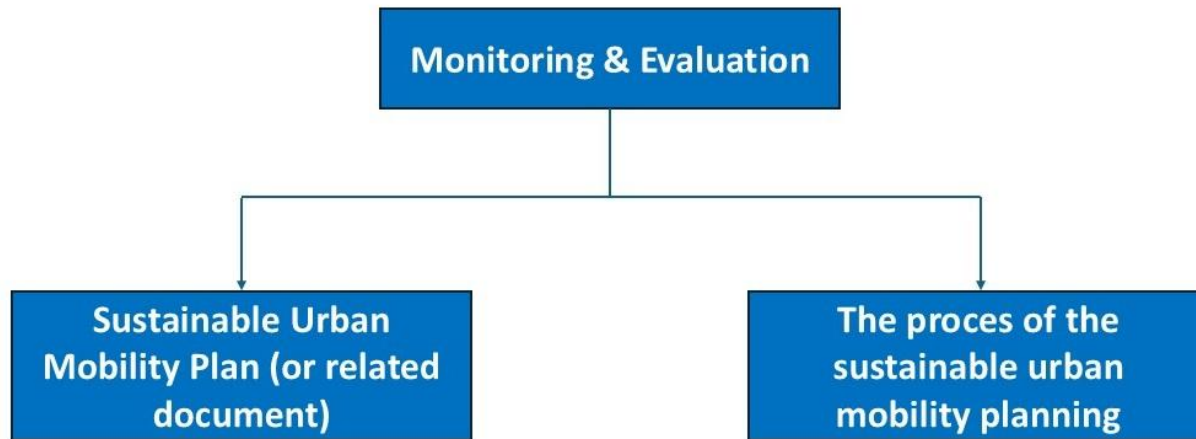 Monitoring & Evaluation
Sustainable Urban
Mobility Plan (or related
document)
The proces of the
sustainable urban
mobility planning